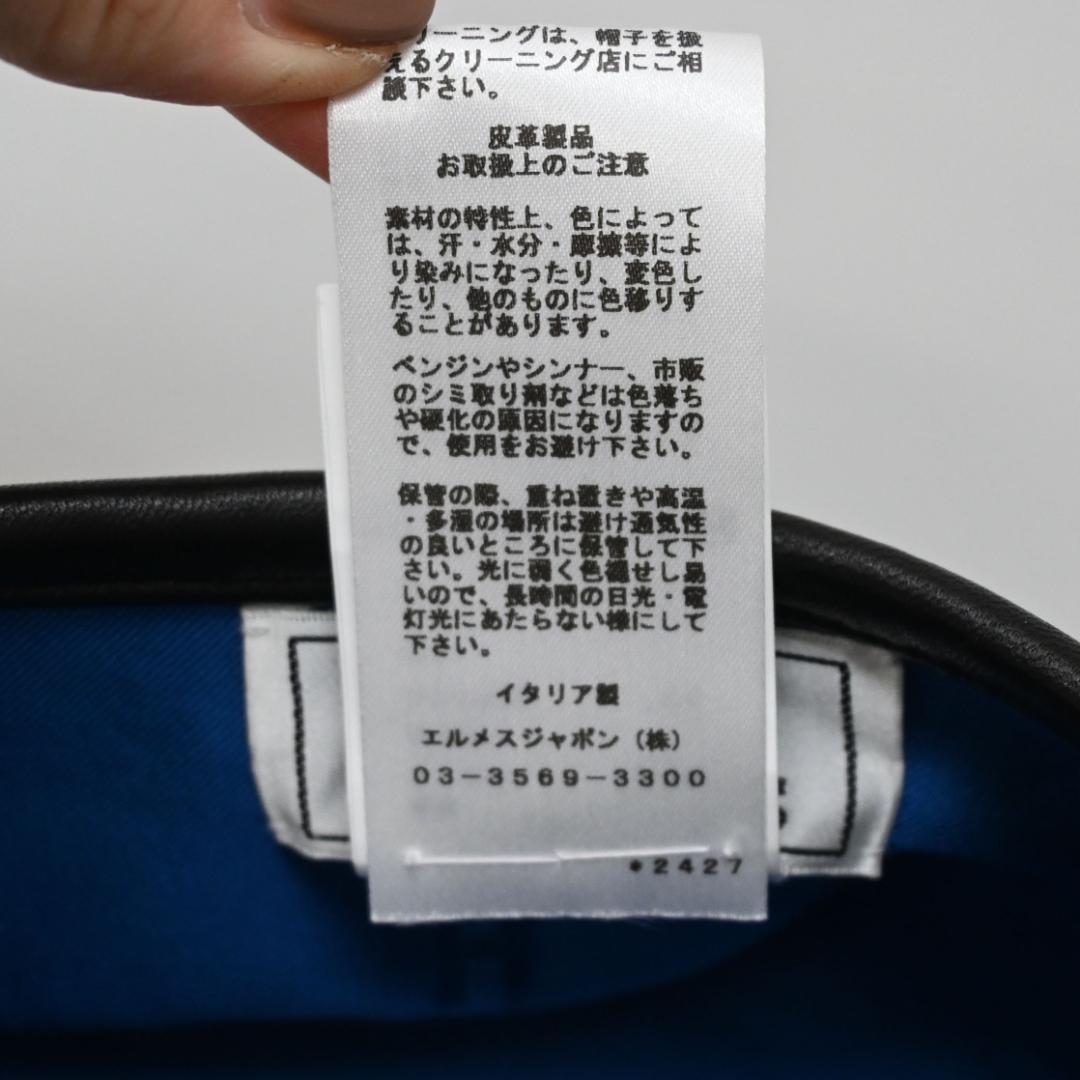 リーニングは、帽子を扱
えるクリーニング店にご相
談下さい。
皮革製品
お取扱上のご注意
素材の特性上、色によって
は、汗・水分・摩擦等によ
り染みになったり、変色し
たり、他のものに色移りす
ることがあります。
ベンジンやシンナー、市販
のシミ取り剤などは色落ち
や硬化の原因になりますの
で、使用をお避け下さい。
保管の際、重ね置きや高温
・多湿の場所は避け通気性
の良いところに保管して下
さい。光に弱く色褪せし易
いので、長時間の日光・電
灯光にあたらない様にして
下さい。
イタリア製
エルメスジャポン（株）
03-3569-3300
*2427